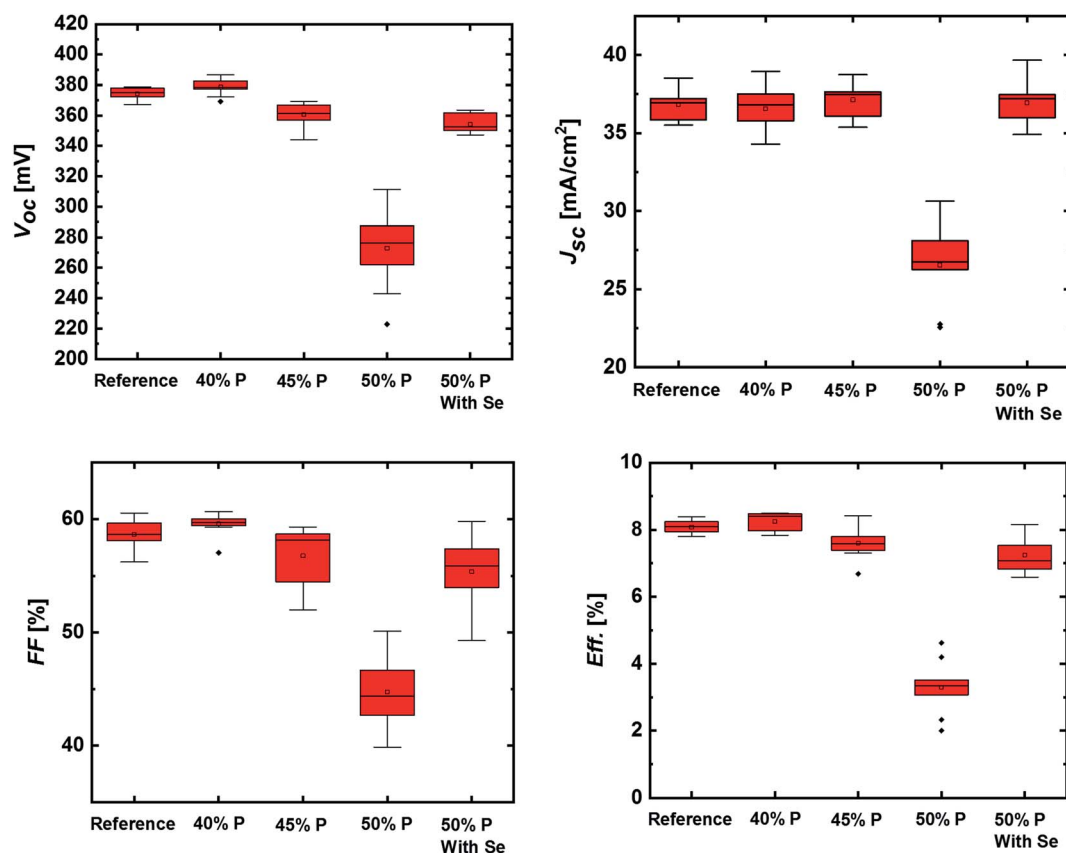 420
400
380
360
340
320
300
280
260
240
220
200
V_OC [mV]
Reference 40% P 45% P 50% P 50% P
With Se
40
35
30
25
20
J_SC [mA/cm²]
Reference 40% P 45% P 50% P 50% P
With Se
60
50
40
FF [%]
Reference 40% P 45% P 50% P 50% P
With Se
10
8
6
4
2
0
Eff. [%]
Reference 40% P 45% P 50% P 50% P
With Se